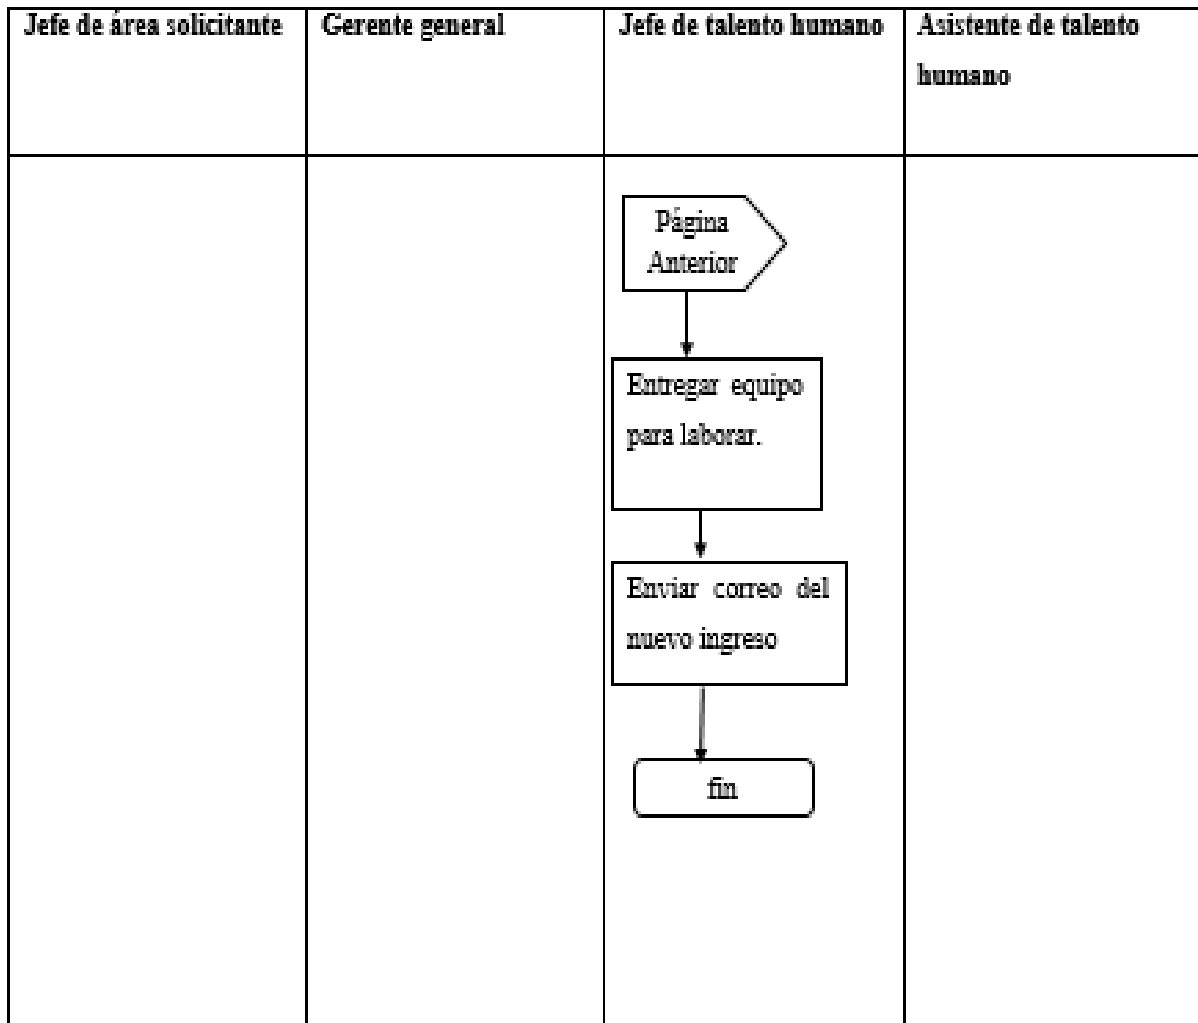 Jefe de área solicitante
Gerente general
Jefe de talento humano
Asistente de talento
humano
Página
Anterior
Entregar equipo
para laborar.
Enviar correo del
nuevo ingreso
fin